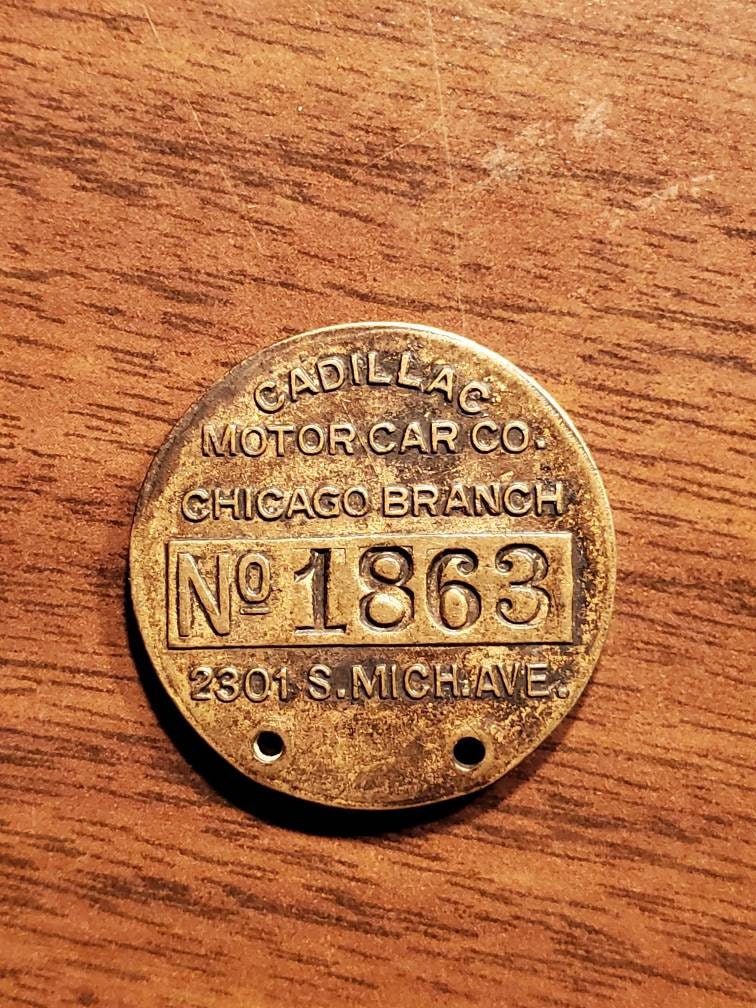 CADILLAC
MOTOR CAR CO.
CHICAGO BRANCH
Nº 1863
2301 S. MICH. AVE.